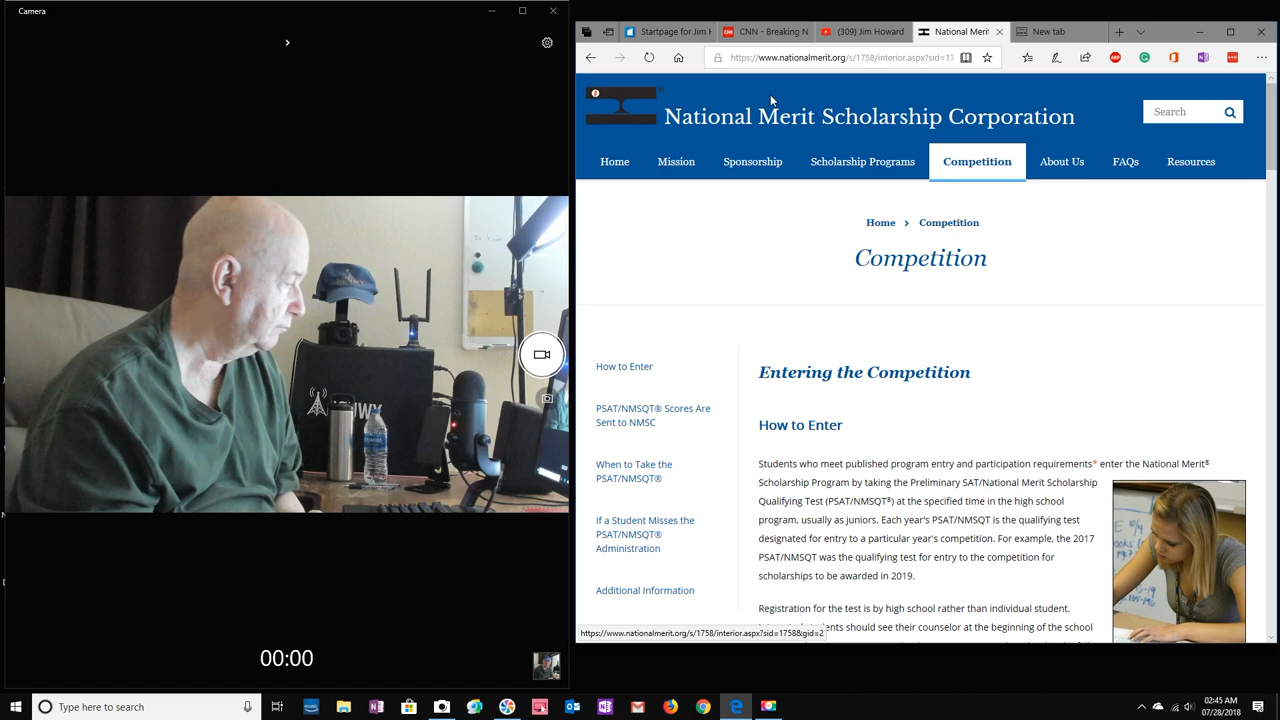 Camera
00:00
Startpage for Jim H
CNN - Breaking N
(309) Jim Howard
National Merit
New tab
https://www.nationalmerit.org/s/1758/interior.aspx?sid=17
National Merit Scholarship Corporation
Search
Home
Mission
Sponsorship
Scholarship Programs
Competition
About Us
FAQs
Resources
Home > Competition
Competition
How to Enter
PSAT/NMSQT® Scores Are
Sent to NMSC
When to Take the
PSAT/NMSQT®
If a Student Misses the
PSAT/NMSQT®
Administration
Additional Information
Entering the Competition
How to Enter
Students who meet published program entry and participation requirements* enter the National Merit®
Scholarship Program by taking the Preliminary SAT/National Merit Scholarship
Qualifying Test (PSAT/NMSQT®) at the specified time in the high school
program, usually as juniors. Each year's PSAT/NMSQT is the qualifying test
designated for entry to a particular year's competition. For example, the 2017
PSAT/NMSQT was the qualifying test for entry to the competition for
scholarships to be awarded in 2019.
Registration for the test is by high school rather than individual student.
students should see their counselor at the beginning of the school
https://www.nationalmerit.org/s/1758/interior.aspx?sid=1758&gid=2
Type here to search
02:45 AM
07/28/2018